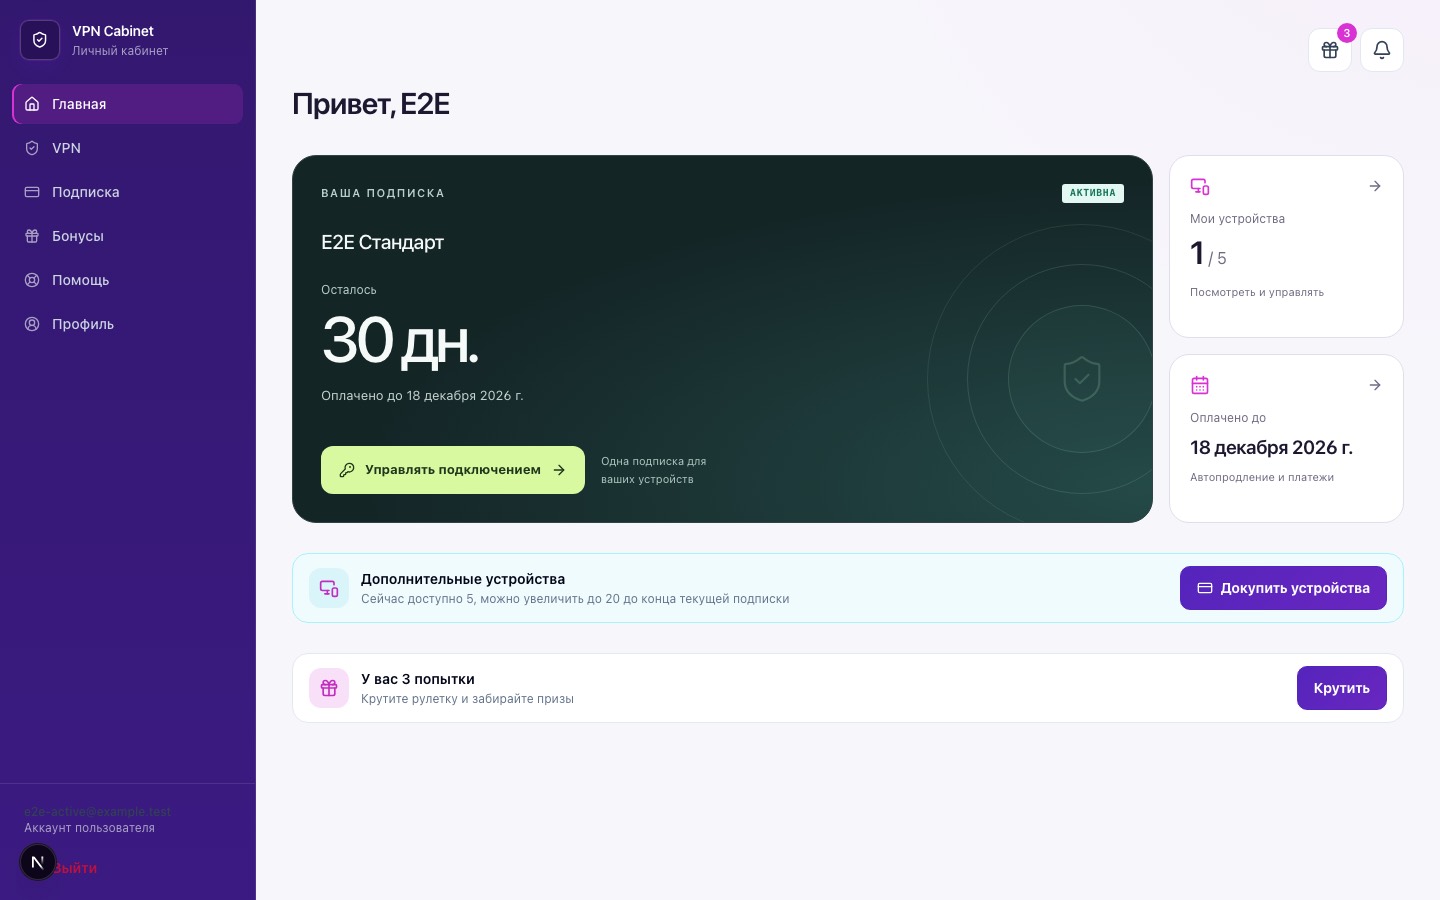 VPN Cabinet
Личный кабинет
Главная
VPN
Подписка
Бонусы
Помощь
Профиль
e2e-active@example.test
Аккаунт пользователя
Выйти
3
Привет, E2E
ВАША ПОДПИСКА
АКТИВНА
E2E Стандарт
Осталось
30 дн.
Оплачено до 18 декабря 2026 г.
Управлять подключением
Одна подписка для
ваших устройств
Мои устройства
1 / 5
Посмотреть и управлять
Оплачено до
18 декабря 2026 г.
Автопродление и платежи
Дополнительные устройства
Сейчас доступно 5, можно увеличить до 20 до конца текущей подписки
Докупить устройства
У вас 3 попытки
Крутите рулетку и забирайте призы
Крутить